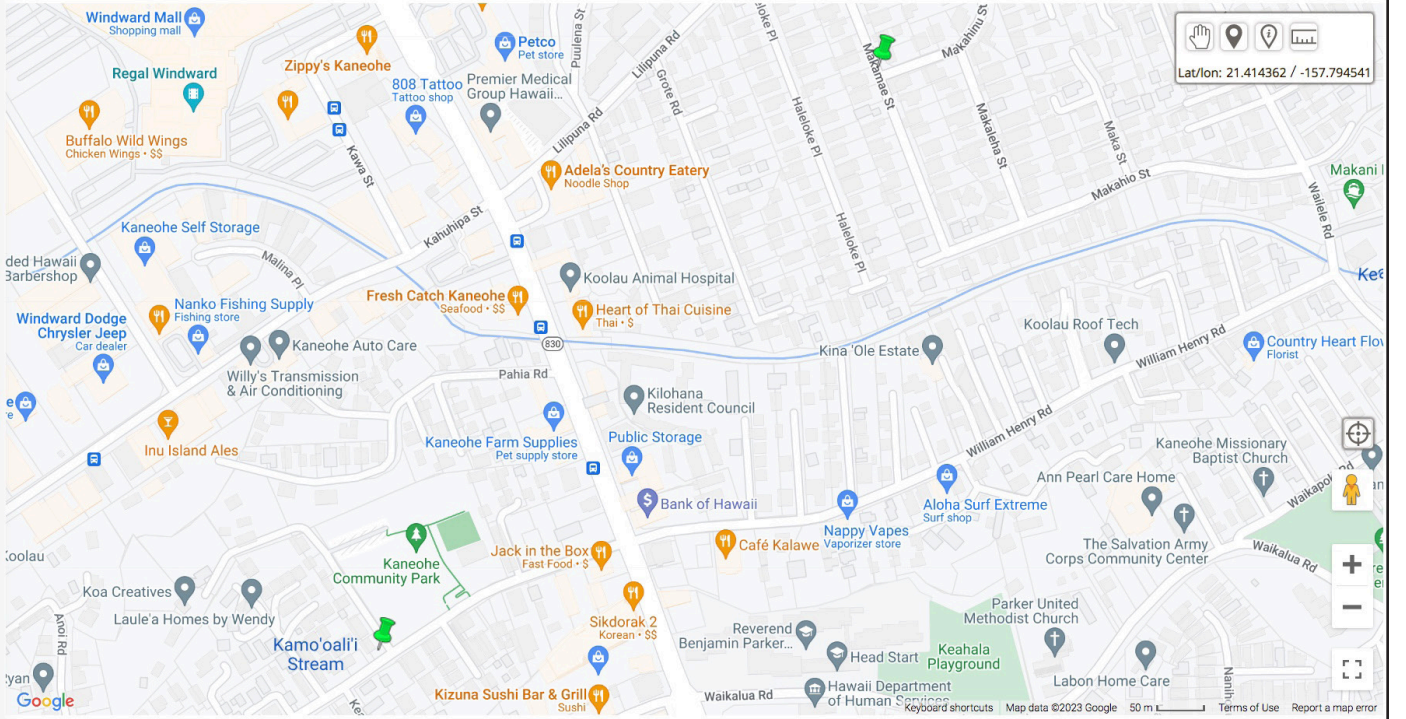 Windward Mall
Shopping mall
Regal Windward
Buffalo Wild Wings
Chicken Wings • $$
Zippy's Kaneohe
Kawa St
Petco
Pet store
808 Tattoo
Tattoo shop
Premier Medical
Group Hawaii...
Puulena St
Lilipuna Rd
Lilipuna Rd
Grote Rd
Haleloke Pl
Haleloke Pl
Makamae St
Makahinu St
Makaleha St
Maka St
Makahio St
Wailele Rd
Lat/lon: 21.414362 / -157.794541
Adela's Country Eatery
Noodle Shop
Kahuhipa St
Kaneohe Self Storage
Malina Pl
ded Hawaii
Barbershop
Koolau Animal Hospital
Fresh Catch Kaneohe
Seafood • $$
Heart of Thai Cuisine
Thai • $
Nanko Fishing Supply
Fishing store
Windward Dodge
Chrysler Jeep
Car dealer
Kaneohe Auto Care
Willy's Transmission
& Air Conditioning
830
Pahia Rd
Kina 'Ole Estate
Koolau Roof Tech
William Henry Rd
Country Heart Flov
Florist
Kilohana
Resident Council
Inu Island Ales
Kaneohe Farm Supplies
Pet supply store
Public Storage
William Henry Rd
Kaneohe Missionary
Baptist Church
Ann Pearl Care Home
Bank of Hawaii
Aloha Surf Extreme
Surf shop
Nappy Vapes
Vaporizer store
Café Kalawe
The Salvation Army
Corps Community Center
Waikalua Rd
Jack in the Box
Fast Food • $
Kaneohe
Community Park
Koolau
Koa Creatives
Laule'a Homes by Wendy
Anoi Rd
Kamo'oali'i
Stream
Sikdorak 2
Korean • $$
Reverend
Benjamin Parker...
Head Start
Keahala
Playground
Parker United
Methodist Church
Labon Home Care
Kizuna Sushi Bar & Grill
Sushi
Waikalua Rd
Hawaii Department
of Human Services
Google
Keyboard shortcuts
Map data ©2023 Google
50 m
Terms of Use
Report a map error